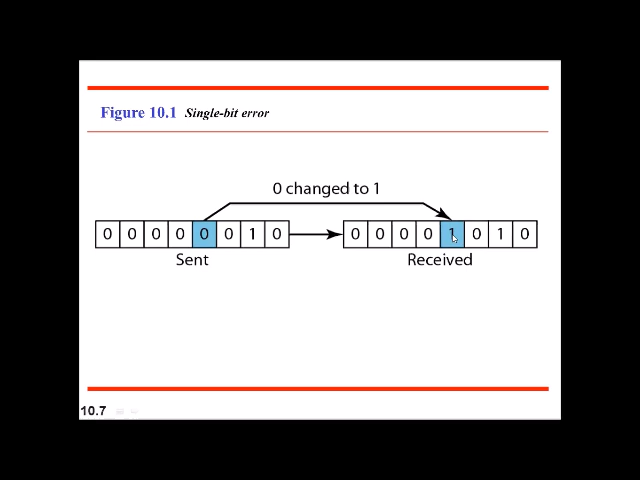 Figure 10.1 Single-bit error
0 changed to 1
0 0 0 0 0 0 1 0 0 0 0 0 1 0 1 0
Sent Received
10.7